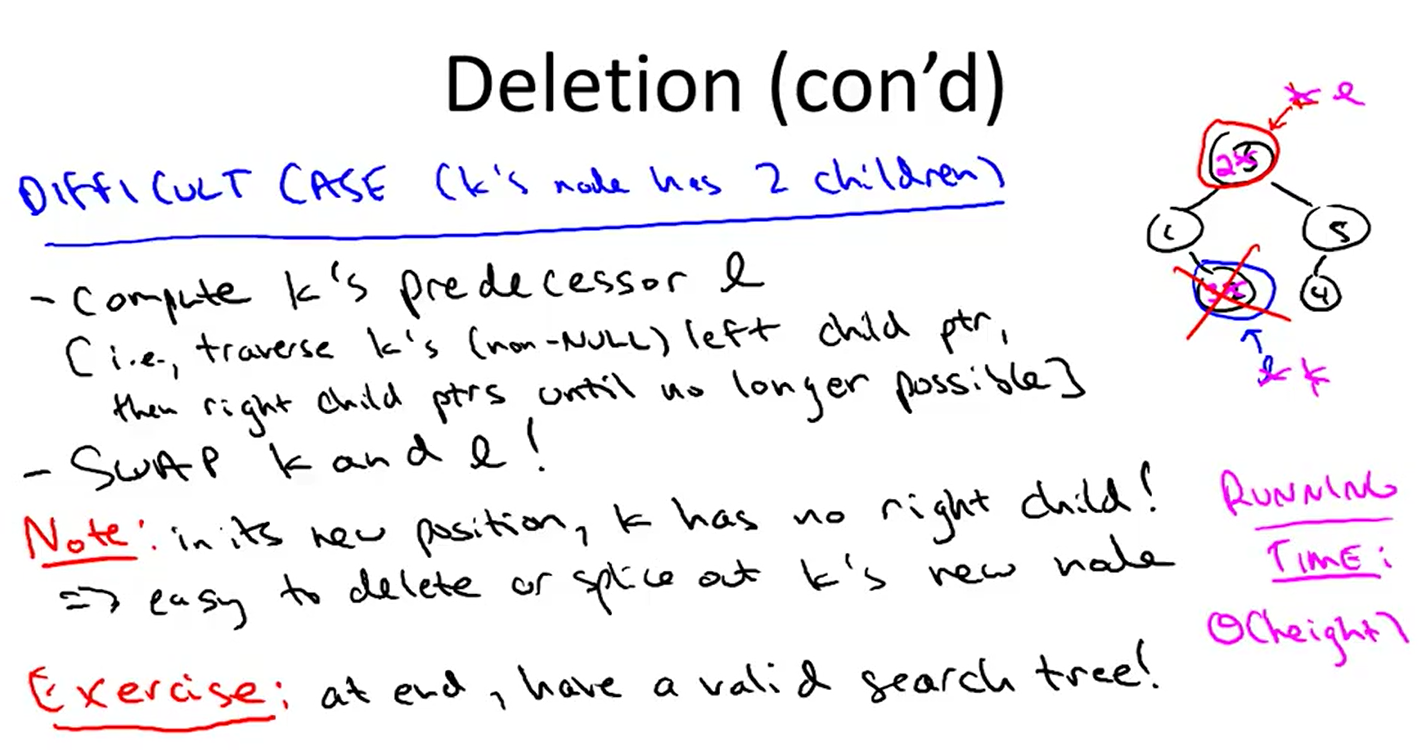 Deletion (con’d)
DIFFICULT CASE (k's node has 2 children)
- compute k's predecessor l
[i.e., traverse k's (non-NULL) left child ptr,
then right child ptrs until no longer possible]
- SWAP k and l!
Note: in its new position, k has no right child!
=> easy to delete or splice out k's new node
Exercise: at end, have a valid search tree!
l
2
1
5
4
k
RUNNING
TIME:
Θ(height)